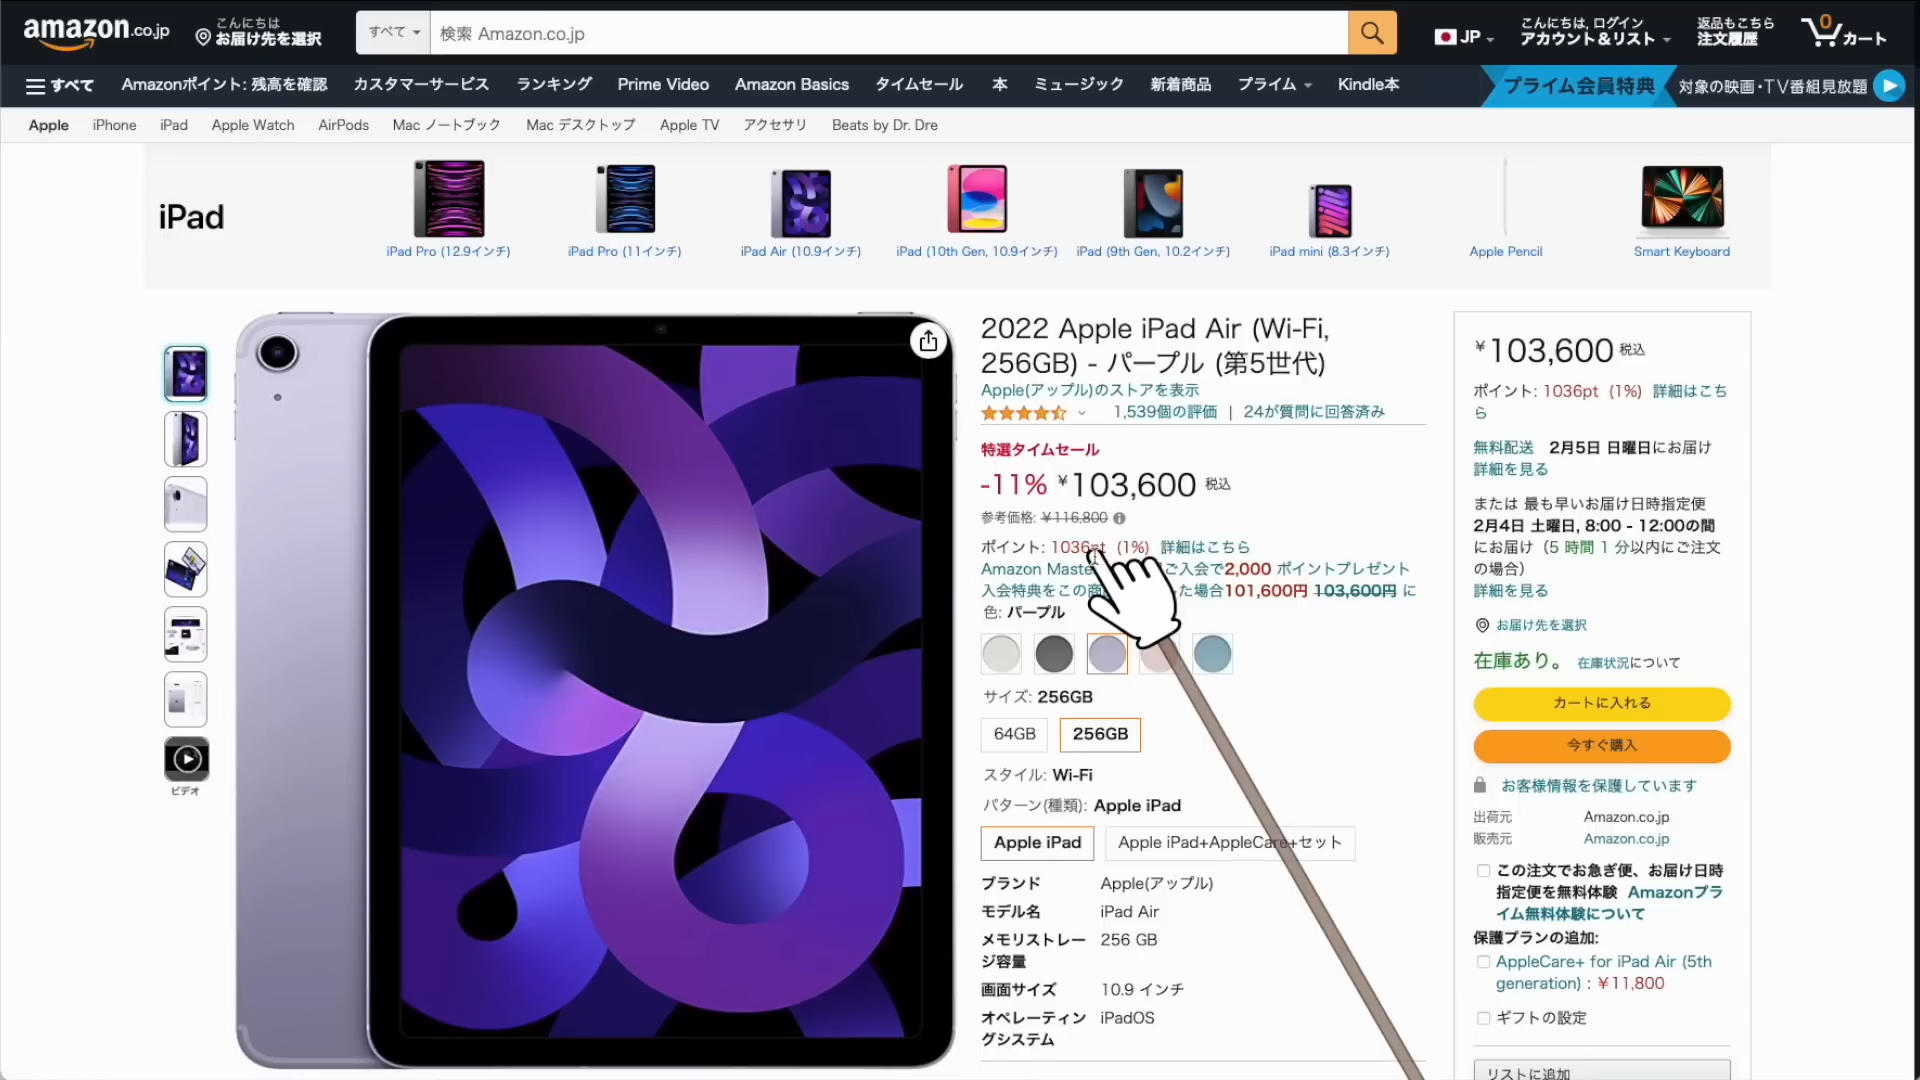 amazon.co.jp
こんにちは
お届け先を選択
すべて
検索 Amazon.co.jp
JP
こんにちは, ログイン
アカウント＆リスト
返品もこちら
注文履歴
0
カート
すべて
Amazonポイント: 残高を確認
カスタマーサービス
ランキング
Prime Video
Amazon Basics
タイムセール
本
ミュージック
新着商品
プライム
Kindle本
プライム会員特典
対象の映画・TV番組見放題
Apple
iPhone
iPad
Apple Watch
AirPods
Mac ノートブック
Mac デスクトップ
Apple TV
アクセサリ
Beats by Dr. Dre
iPad
iPad Pro (12.9インチ)
iPad Pro (11インチ)
iPad Air (10.9インチ)
iPad (10th Gen, 10.9インチ)
iPad (9th Gen, 10.2インチ)
iPad mini (8.3インチ)
Apple Pencil
Smart Keyboard
ビデオ
2022 Apple iPad Air (Wi-Fi,
256GB) - パープル (第5世代)
Apple(アップル)のストアを表示
1,539個の評価 | 24が質問に回答済み
特選タイムセール
-11% ￥103,600 税込
参考価格: ￥116,800
ポイント: 1036pt (1%) 詳細はこちら
Amazon Maste ご入会で2,000 ポイントプレゼント
入会特典をこの商 た場合101,600円 103,600円 に
色: パープル
サイズ: 256GB
64GB
256GB
スタイル: Wi-Fi
パターン(種類): Apple iPad
Apple iPad
Apple iPad+AppleCare+セット
ブランド Apple(アップル)
モデル名 iPad Air
メモリストレー 256 GB
ジ容量
画面サイズ 10.9 インチ
オペレーティン iPadOS
グシステム
￥103,600 税込
ポイント: 1036pt (1%) 詳細はこち
ら
無料配送 2月5日 日曜日にお届け
詳細を見る
または 最も早いお届け日時指定便
2月4日 土曜日, 8:00 - 12:00の間
にお届け（5 時間 1 分以内にご注文
の場合）
詳細を見る
お届け先を選択
在庫あり。 在庫状況について
カートに入れる
今すぐ購入
お客様情報を保護しています
出荷元 Amazon.co.jp
販売元 Amazon.co.jp
この注文でお急ぎ便、お届け日時
指定便を無料体験 Amazonプラ
イム無料体験について
保護プランの追加:
AppleCare+ for iPad Air (5th
generation) : ￥11,800
ギフトの設定
リストに追加